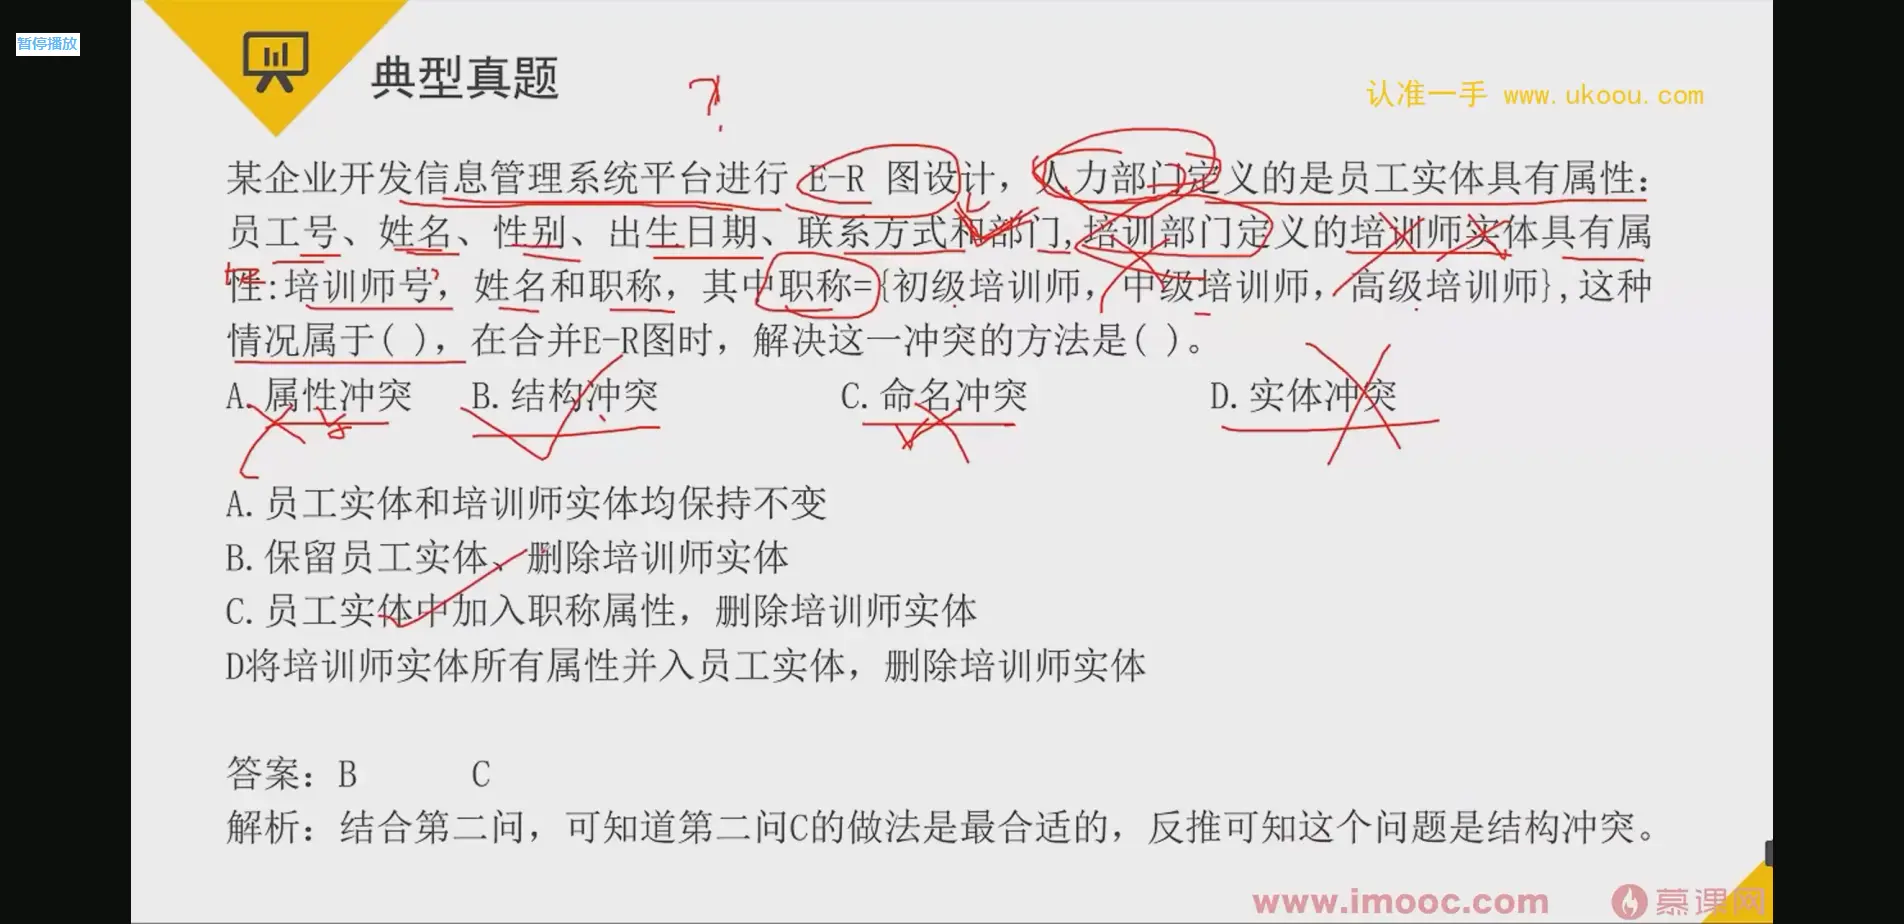 暂停播放
典型真题
认准一手 www.ukoou.com
某企业开发信息管理系统平台进行 E-R 图设计，人力部门定义的是员工实体具有属性：
员工号、姓名、性别、出生日期、联系方式和部门,培训部门定义的培训师实体具有属
性:培训师号，姓名和职称，其中职称={初级培训师，中级培训师，高级培训师},这种
情况属于( )，在合并E-R图时，解决这一冲突的方法是( )。
A.属性冲突 B.结构冲突 C.命名冲突 D.实体冲突
A.员工实体和培训师实体均保持不变
B.保留员工实体、删除培训师实体
C.员工实体中加入职称属性，删除培训师实体
D将培训师实体所有属性并入员工实体，删除培训师实体
答案：B C
解析：结合第二问，可知道第二问C的做法是最合适的，反推可知这个问题是结构冲突。
www.imooc.com 慕课网